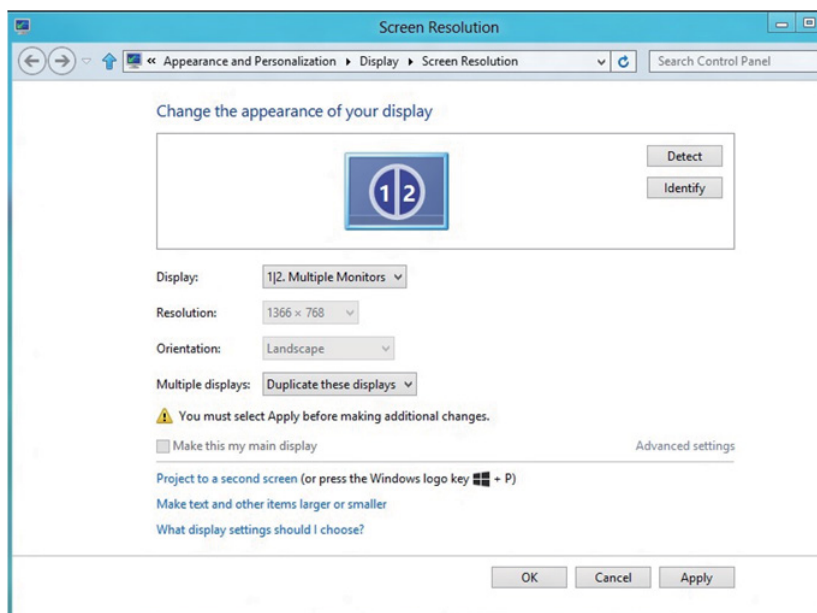 Screen Resolution
« Appearance and Personalization Display Screen Resolution Search Control Panel
Change the appearance of your display
1 2
Detect
Identify
Display: 1|2. Multiple Monitors
Resolution: 1366 × 768
Orientation: Landscape
Multiple displays: Duplicate these displays
You must select Apply before making additional changes.
Make this my main display Advanced settings
Project to a second screen (or press the Windows logo key + P)
Make text and other items larger or smaller
What display settings should I choose?
OK Cancel Apply